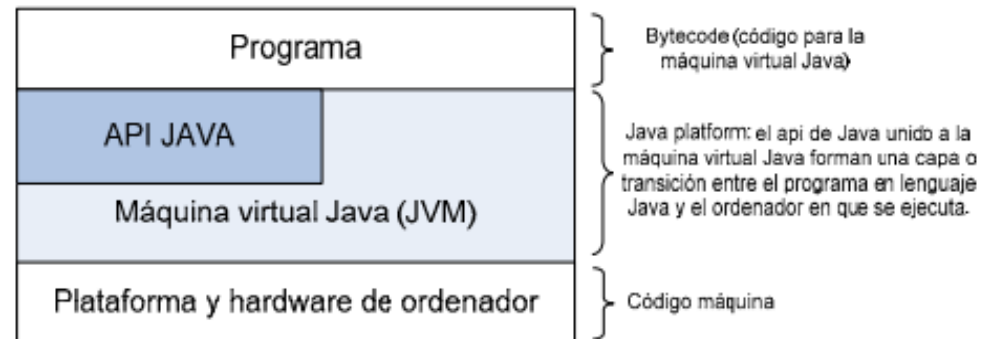 Programa
Bytecode (código para la
máquina virtual Java)
API JAVA
Máquina virtual Java (JVM)
Java platform: el api de Java unido a la
máquina virtual Java forman una capa o
transición entre el programa en lenguaje
Java y el ordenador en que se ejecuta.
Plataforma y hardware de ordenador
Código máquina